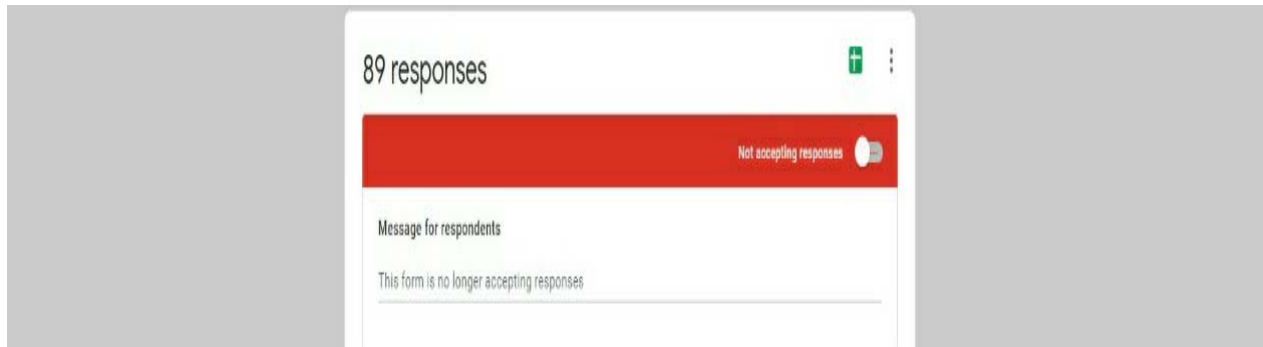 89 responses
Not accepting responses
Message for respondents
This form is no longer accepting responses